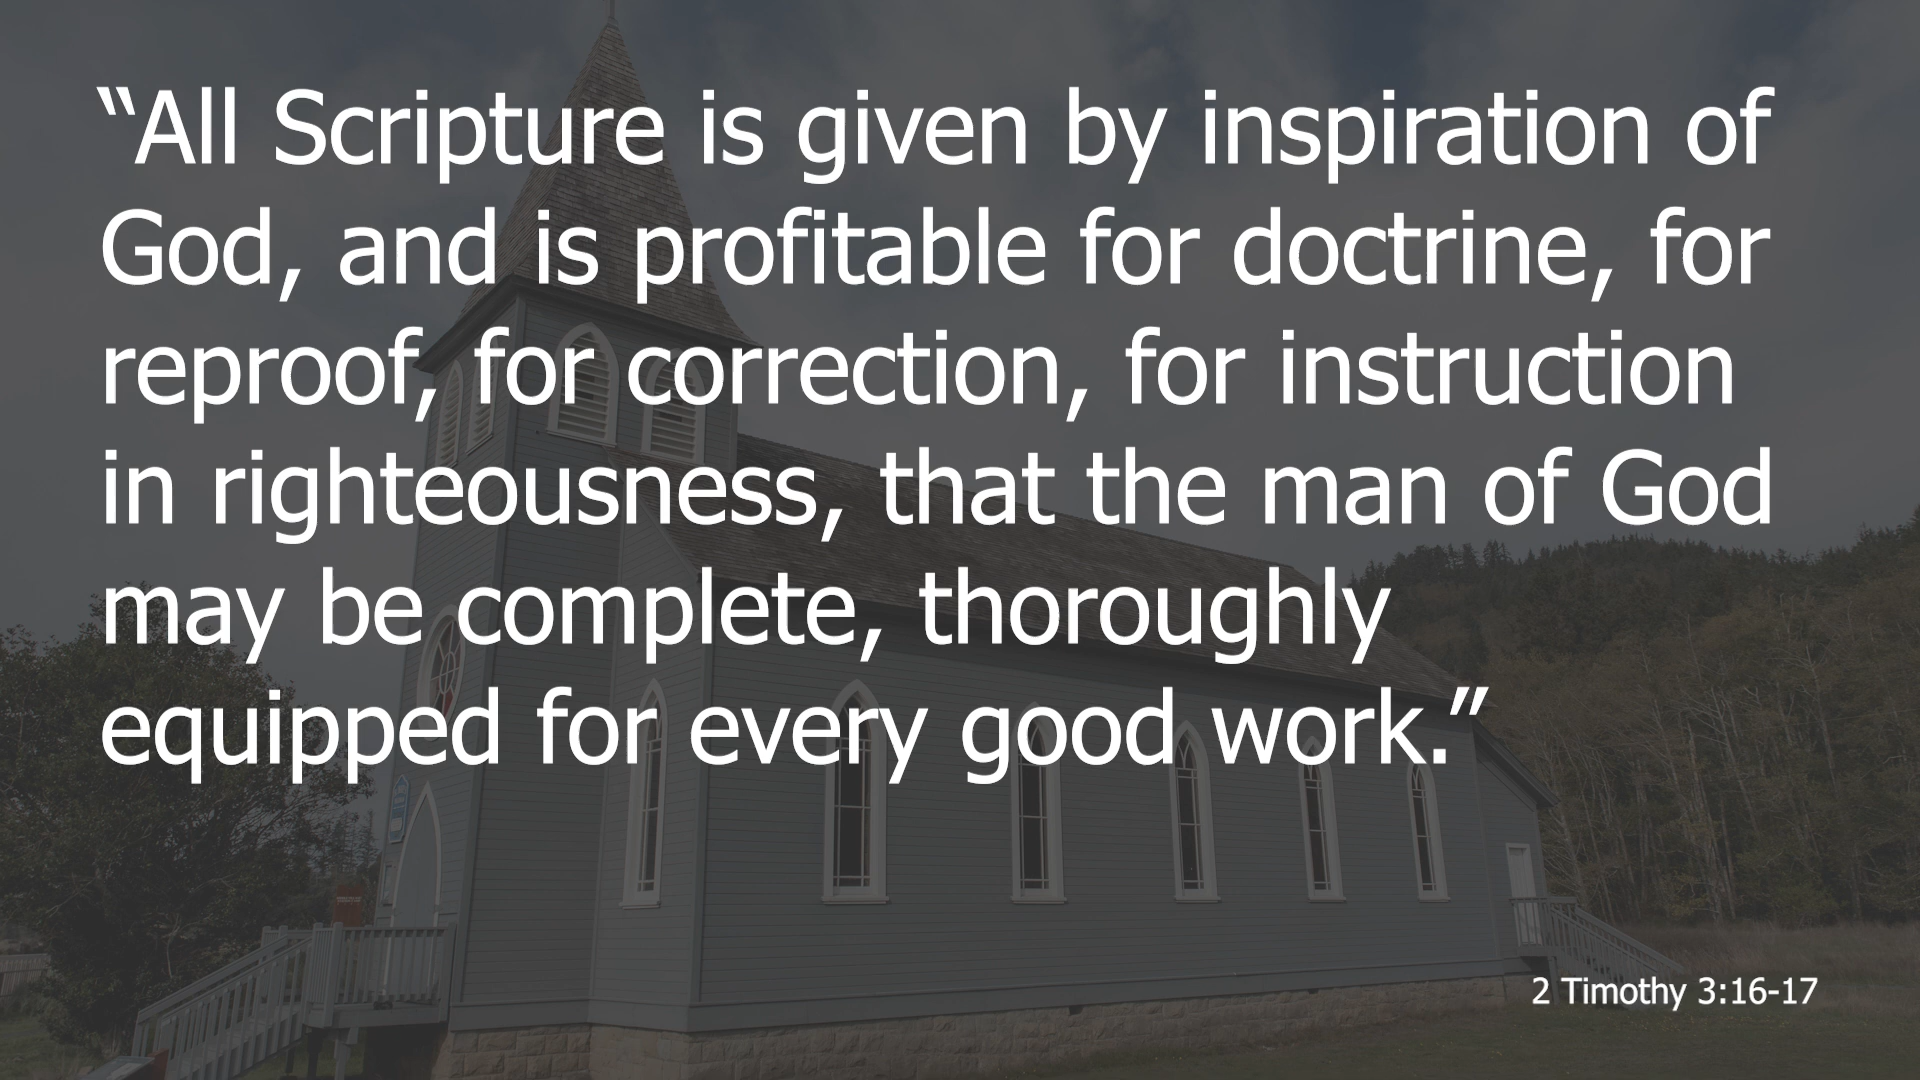 “All Scripture is given by inspiration of
God, and is profitable for doctrine, for
reproof, for correction, for instruction
in righteousness, that the man of God
may be complete, thoroughly
equipped for every good work.”
2 Timothy 3:16-17